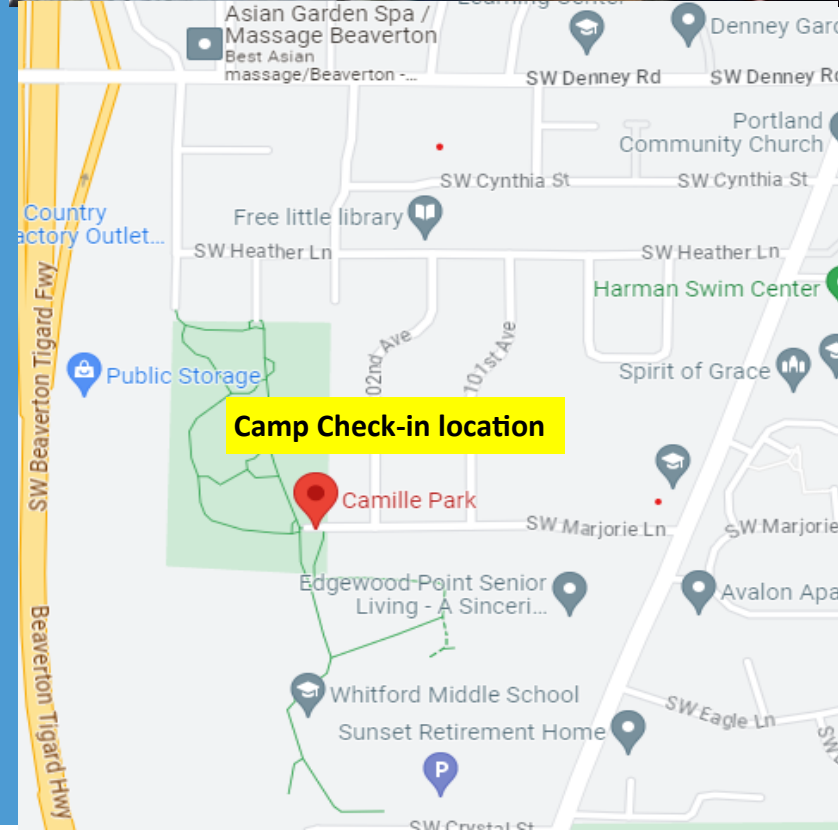 Learning Center
Asian Garden Spa /
Massage Beaverton
Best Asian
massage/Beaverton -...
Denney Gard
SW Denney Rd
SW Denney Rd
Portland
Community Church
SW Cynthia St
SW Cynthia St
Country
actory Outlet...
Free little library
SW Heather Ln
SW Heather Ln
Harman Swim Center
SW Beaverton Tigard Fwy
02nd Ave
101st Ave
Public Storage
Spirit of Grace
Camp Check-in location
Camille Park
SW Marjorie Ln
SW Marjorie
Edgewood Point Senior
Living - A Sinceri...
Avalon Apa
Beaverton Tigard Hwy
Whitford Middle School
SW Eagle Ln
SW
Sunset Retirement Home
P
SW Crystal St